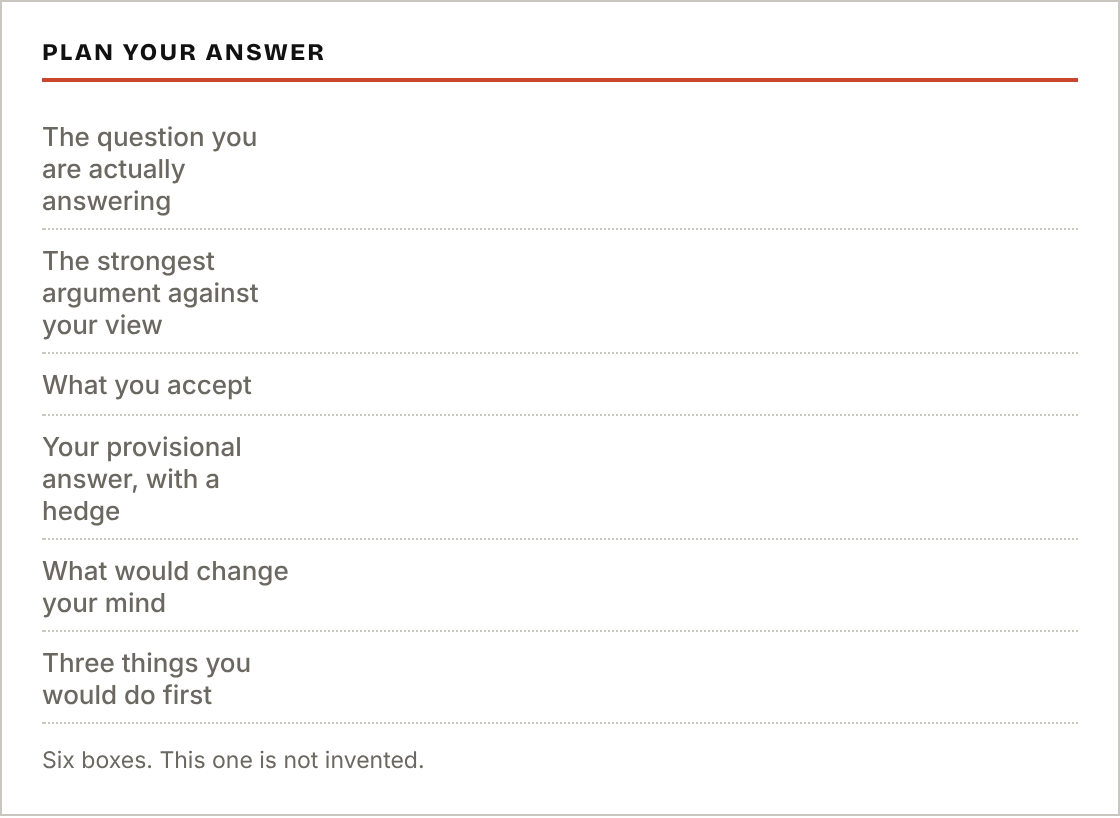 PLAN YOUR ANSWER
The question you
are actually
answering
The strongest
argument against
your view
What you accept
Your provisional
answer, with a
hedge
What would change
your mind
Three things you
would do first
Six boxes. This one is not invented.